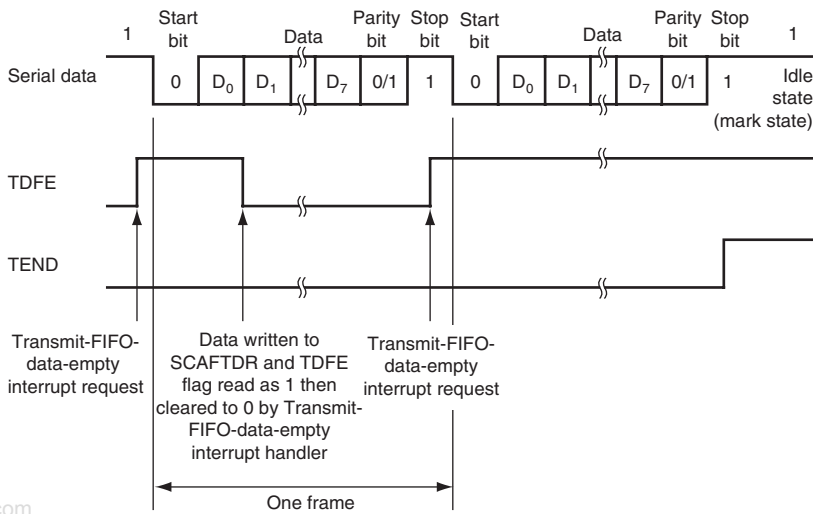 1 Start bit Data Parity bit Stop bit Start bit Data Parity bit Stop bit 1
Serial data 0 D0 D1 D7 0/1 1 0 D0 D1 D7 0/1 1 Idle state (mark state)
TDFE
TEND
Transmit-FIFO-
data-empty
interrupt request
Data written to
SCAFTDR and TDFE
flag read as 1 then
cleared to 0 by Transmit-
FIFO-data-empty
interrupt handler
Transmit-FIFO-
data-empty
interrupt request
One frame
com